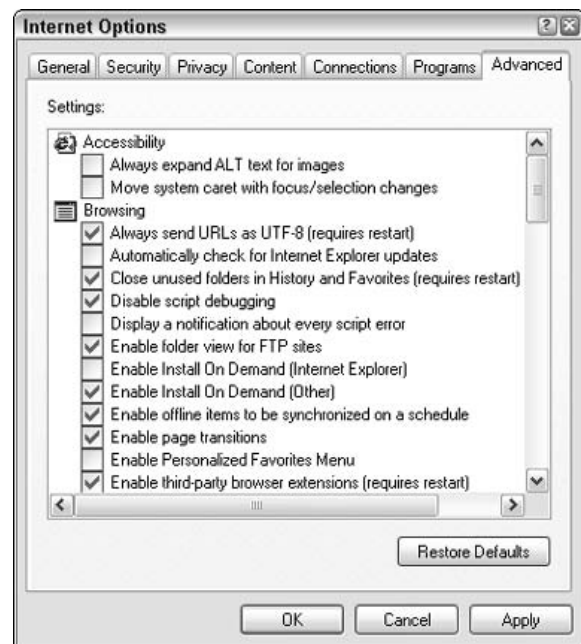 Internet Options
General Security Privacy Content Connections Programs Advanced
Settings:
Accessibility
Always expand ALT text for images
Move system caret with focus/selection changes
Browsing
Always send URLs as UTF-8 (requires restart)
Automatically check for Internet Explorer updates
Close unused folders in History and Favorites (requires restart)
Disable script debugging
Display a notification about every script error
Enable folder view for FTP sites
Enable Install On Demand (Internet Explorer)
Enable Install On Demand (Other)
Enable offline items to be synchronized on a schedule
Enable page transitions
Enable Personalized Favorites Menu
Enable third-party browser extensions (requires restart)
Restore Defaults
OK Cancel Apply